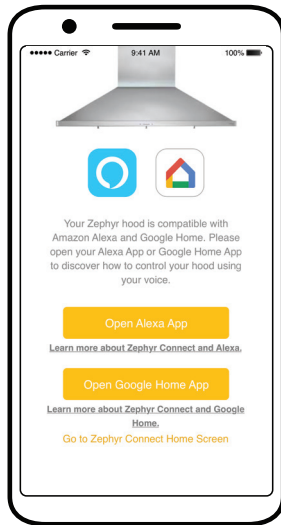 ●●●●● Carrier 9:41 AM 100%
Your Zephyr hood is compatible with
Amazon Alexa and Google Home. Please
open your Alexa App or Google Home App
to discover how to control your hood using
your voice.
Open Alexa App
Learn more about Zephyr Connect and Alexa.
Open Google Home App
Learn more about Zephyr Connect and Google
Home.
Go to Zephyr Connect Home Screen